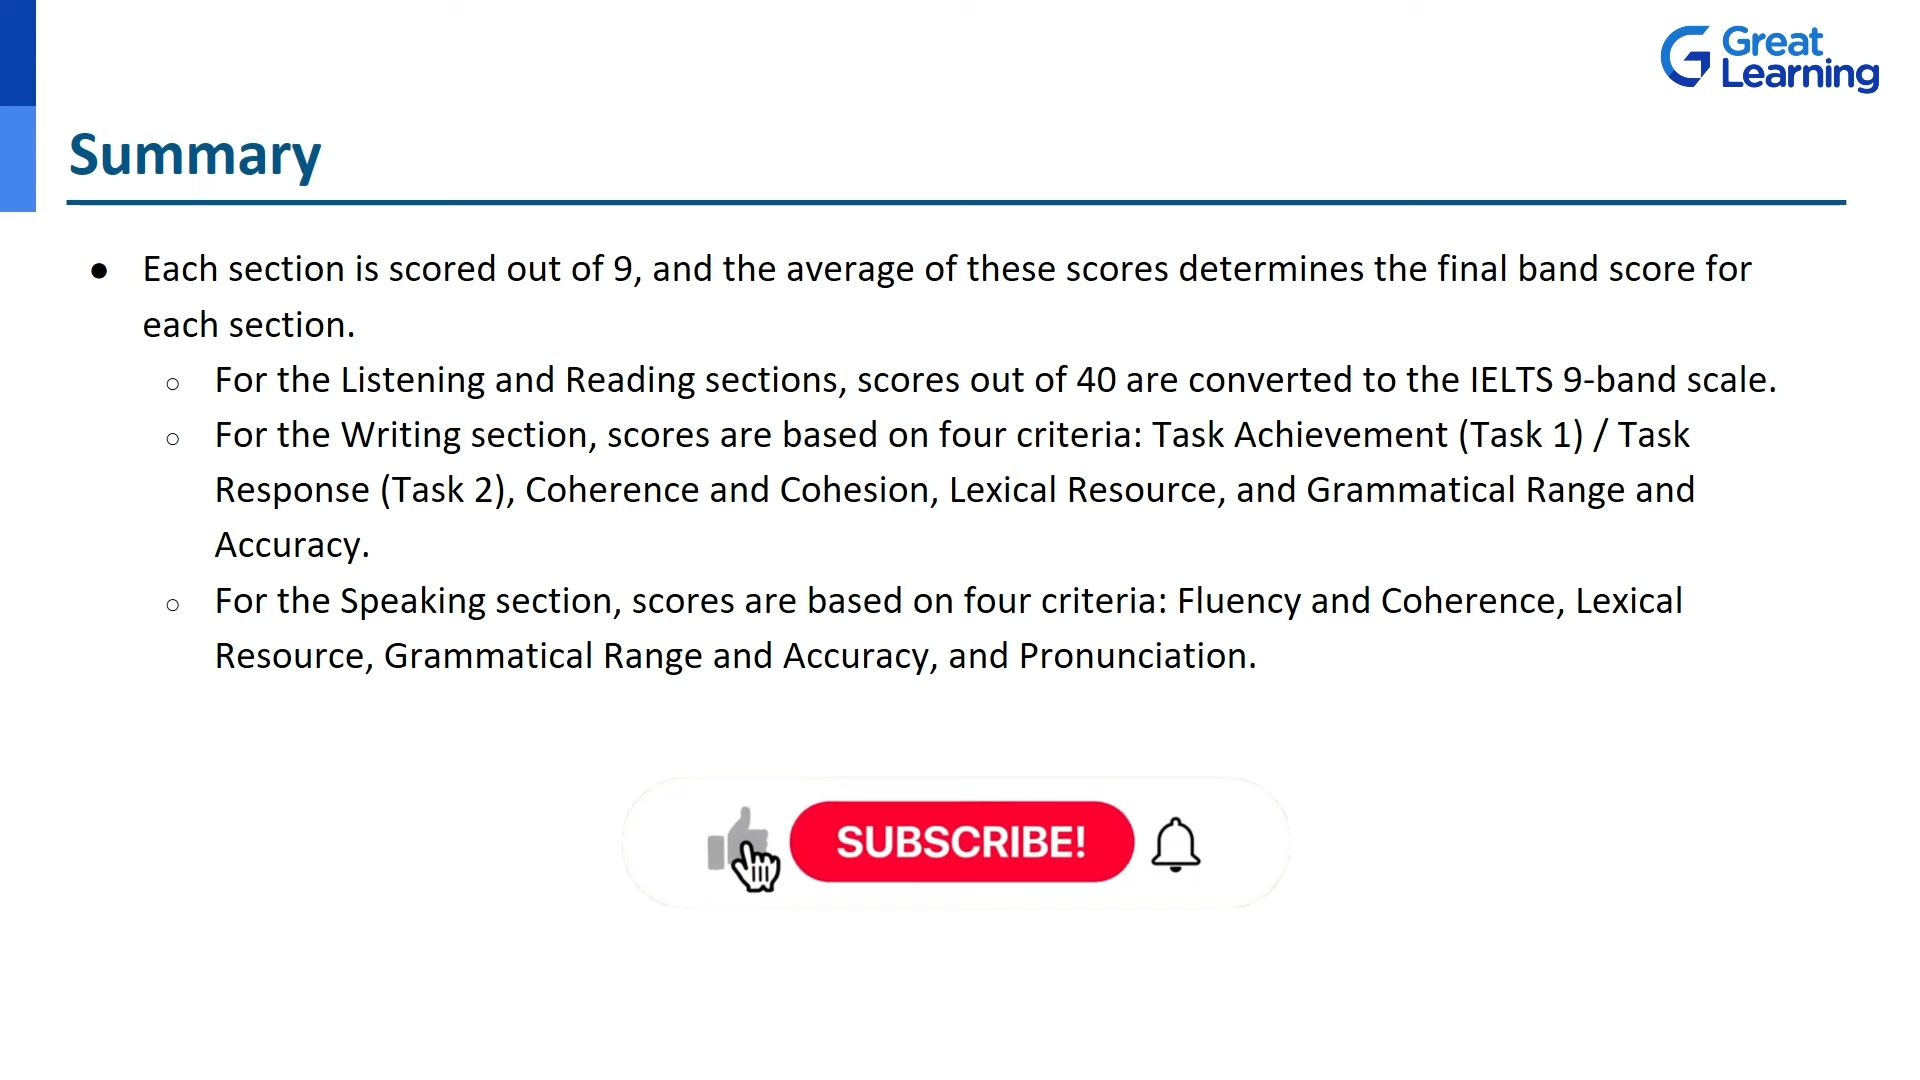 Great
Learning
Summary
● Each section is scored out of 9, and the average of these scores determines the final band score for
each section.
○ For the Listening and Reading sections, scores out of 40 are converted to the IELTS 9-band scale.
○ For the Writing section, scores are based on four criteria: Task Achievement (Task 1) / Task
Response (Task 2), Coherence and Cohesion, Lexical Resource, and Grammatical Range and
Accuracy.
○ For the Speaking section, scores are based on four criteria: Fluency and Coherence, Lexical
Resource, Grammatical Range and Accuracy, and Pronunciation.
SUBSCRIBE!